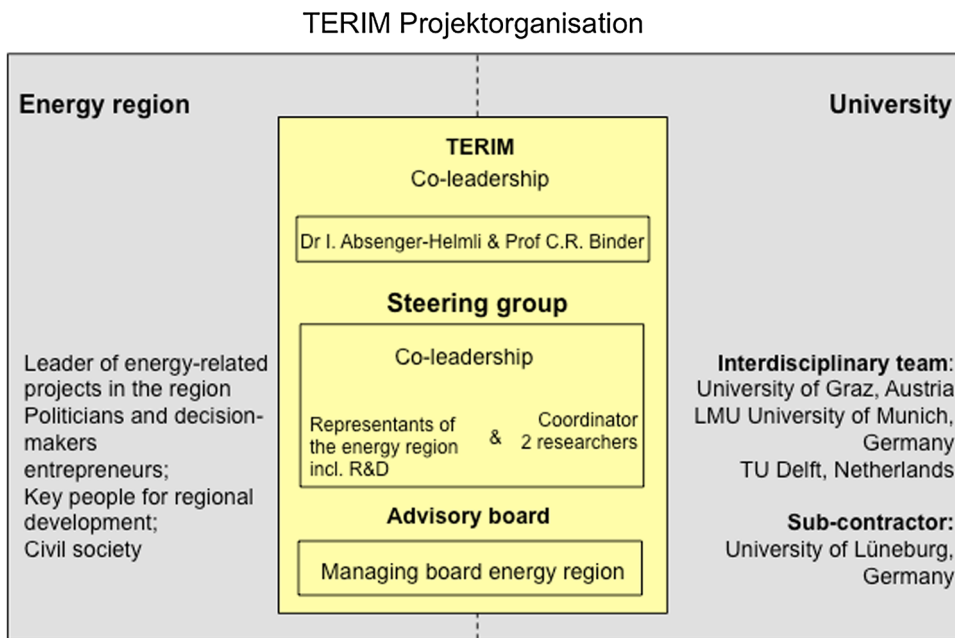 TERIM Projektorganisation
Energy region
University
TERIM
Co-leadership
Dr I. Absenger-Helmli & Prof C.R. Binder
Steering group
Co-leadership
Representants of
the energy region
incl. R&D
&
Coordinator
2 researchers
Advisory board
Managing board energy region
Leader of energy-related
projects in the region
Politicians and decision-
makers
entrepreneurs;
Key people for regional
development;
Civil society
Interdisciplinary team:
University of Graz, Austria
LMU University of Munich,
Germany
TU Delft, Netherlands
Sub-contractor:
University of Lüneburg,
Germany